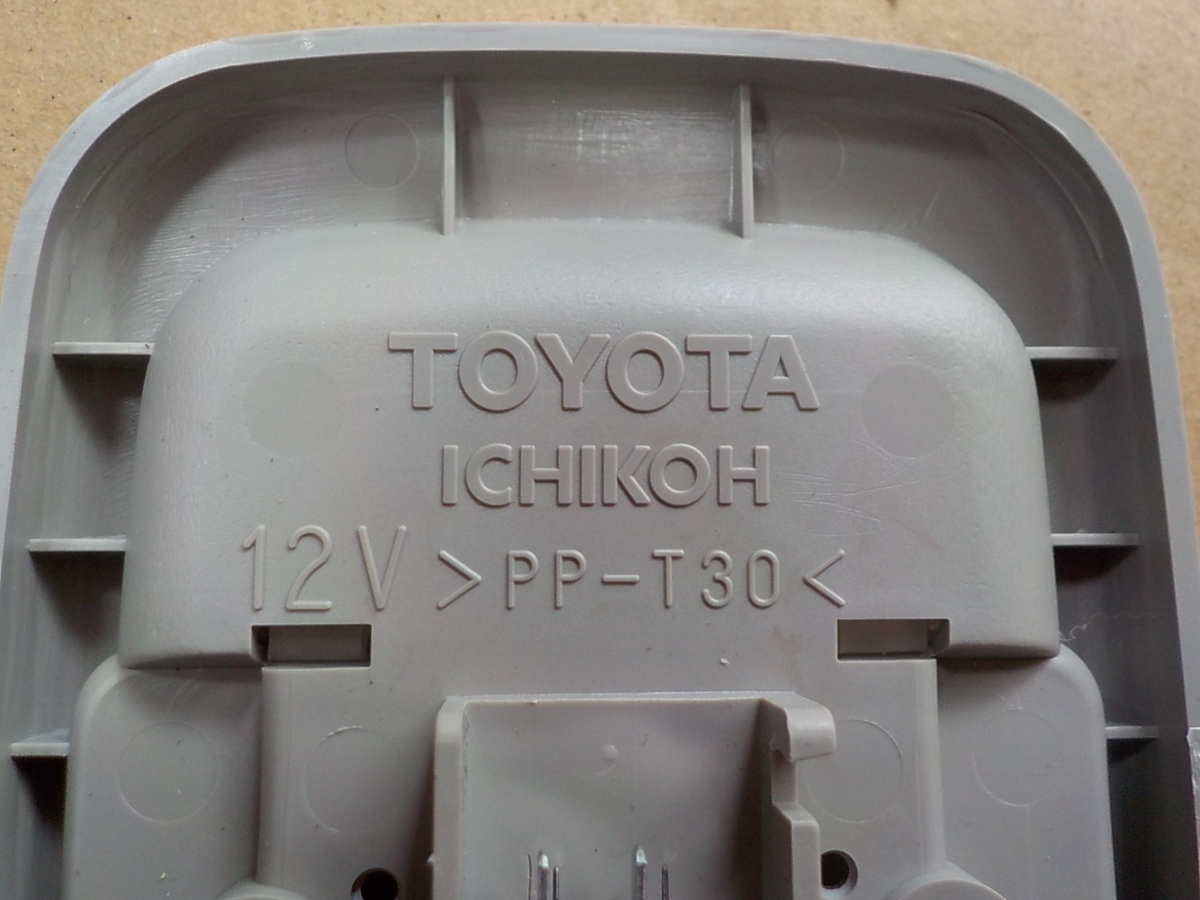 TOYOTA
ICHIKOH
12V >PP-T30<